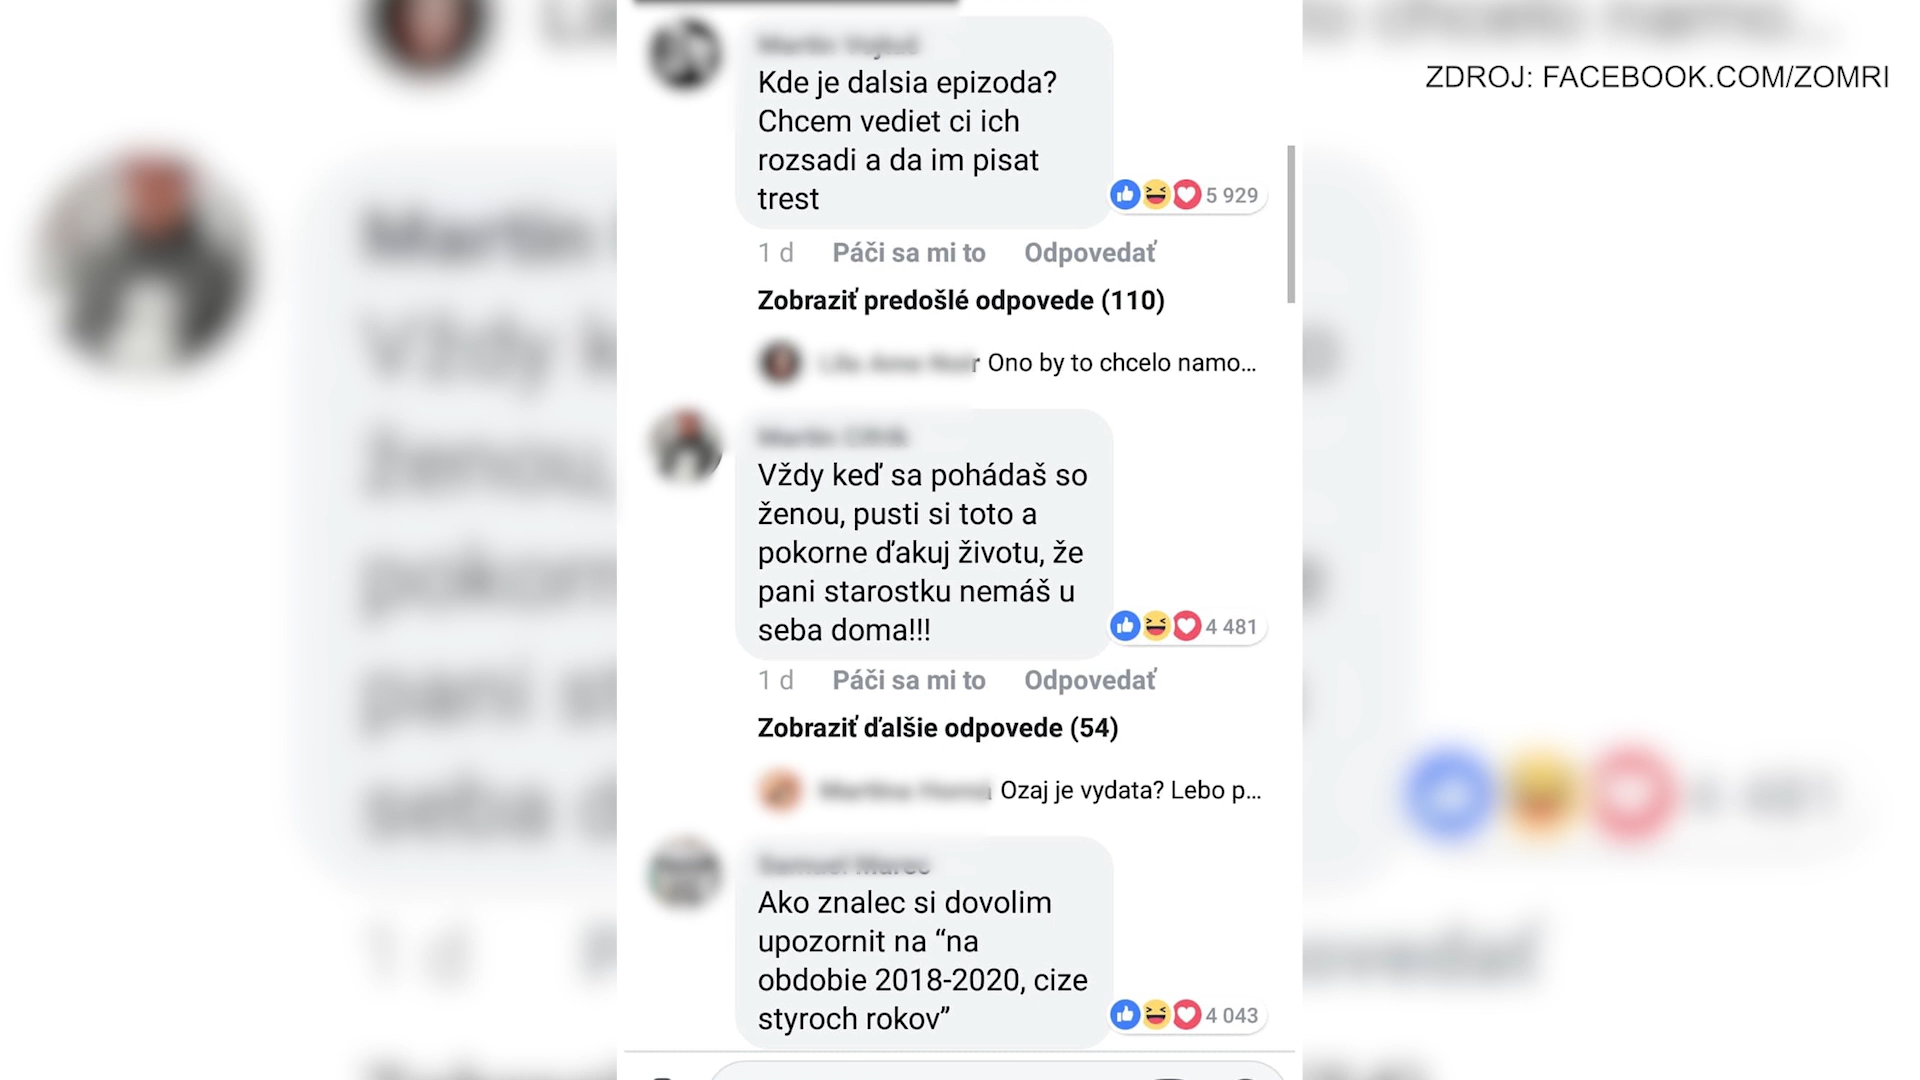 ZDROJ: FACEBOOK.COM/ZOMRI
Kde je dalsia epizoda?
Chcem vediet ci ich
rozsadi a da im pisat
trest
5 929
1 d Páči sa mi to Odpovedať
Zobraziť predošlé odpovede (110)
Ono by to chcelo namo...
Vždy keď sa pohádaš so
ženou, pusti si toto a
pokorne ďakuj životu, že
pani starostku nemáš u
seba doma!!!
4 481
1 d Páči sa mi to Odpovedať
Zobraziť ďalšie odpovede (54)
Ozaj je vydata? Lebo p...
Ako znalec si dovolim
upozornit na “na
obdobie 2018-2020, cize
styroch rokov”
4 043